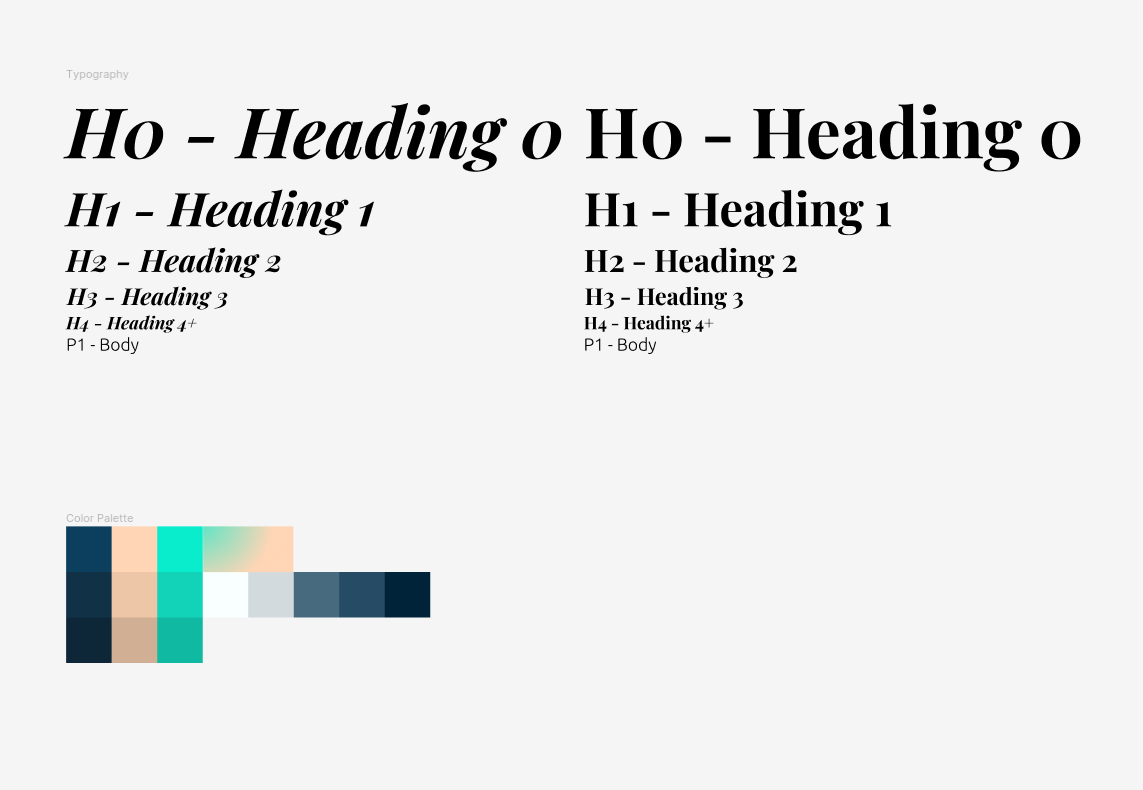 Typography
H0 - Heading 0 H0 - Heading 0
H1 - Heading 1 H1 - Heading 1
H2 - Heading 2 H2 - Heading 2
H3 - Heading 3 H3 - Heading 3
H4 - Heading 4+ H4 - Heading 4+
P1 - Body P1 - Body
Color Palette